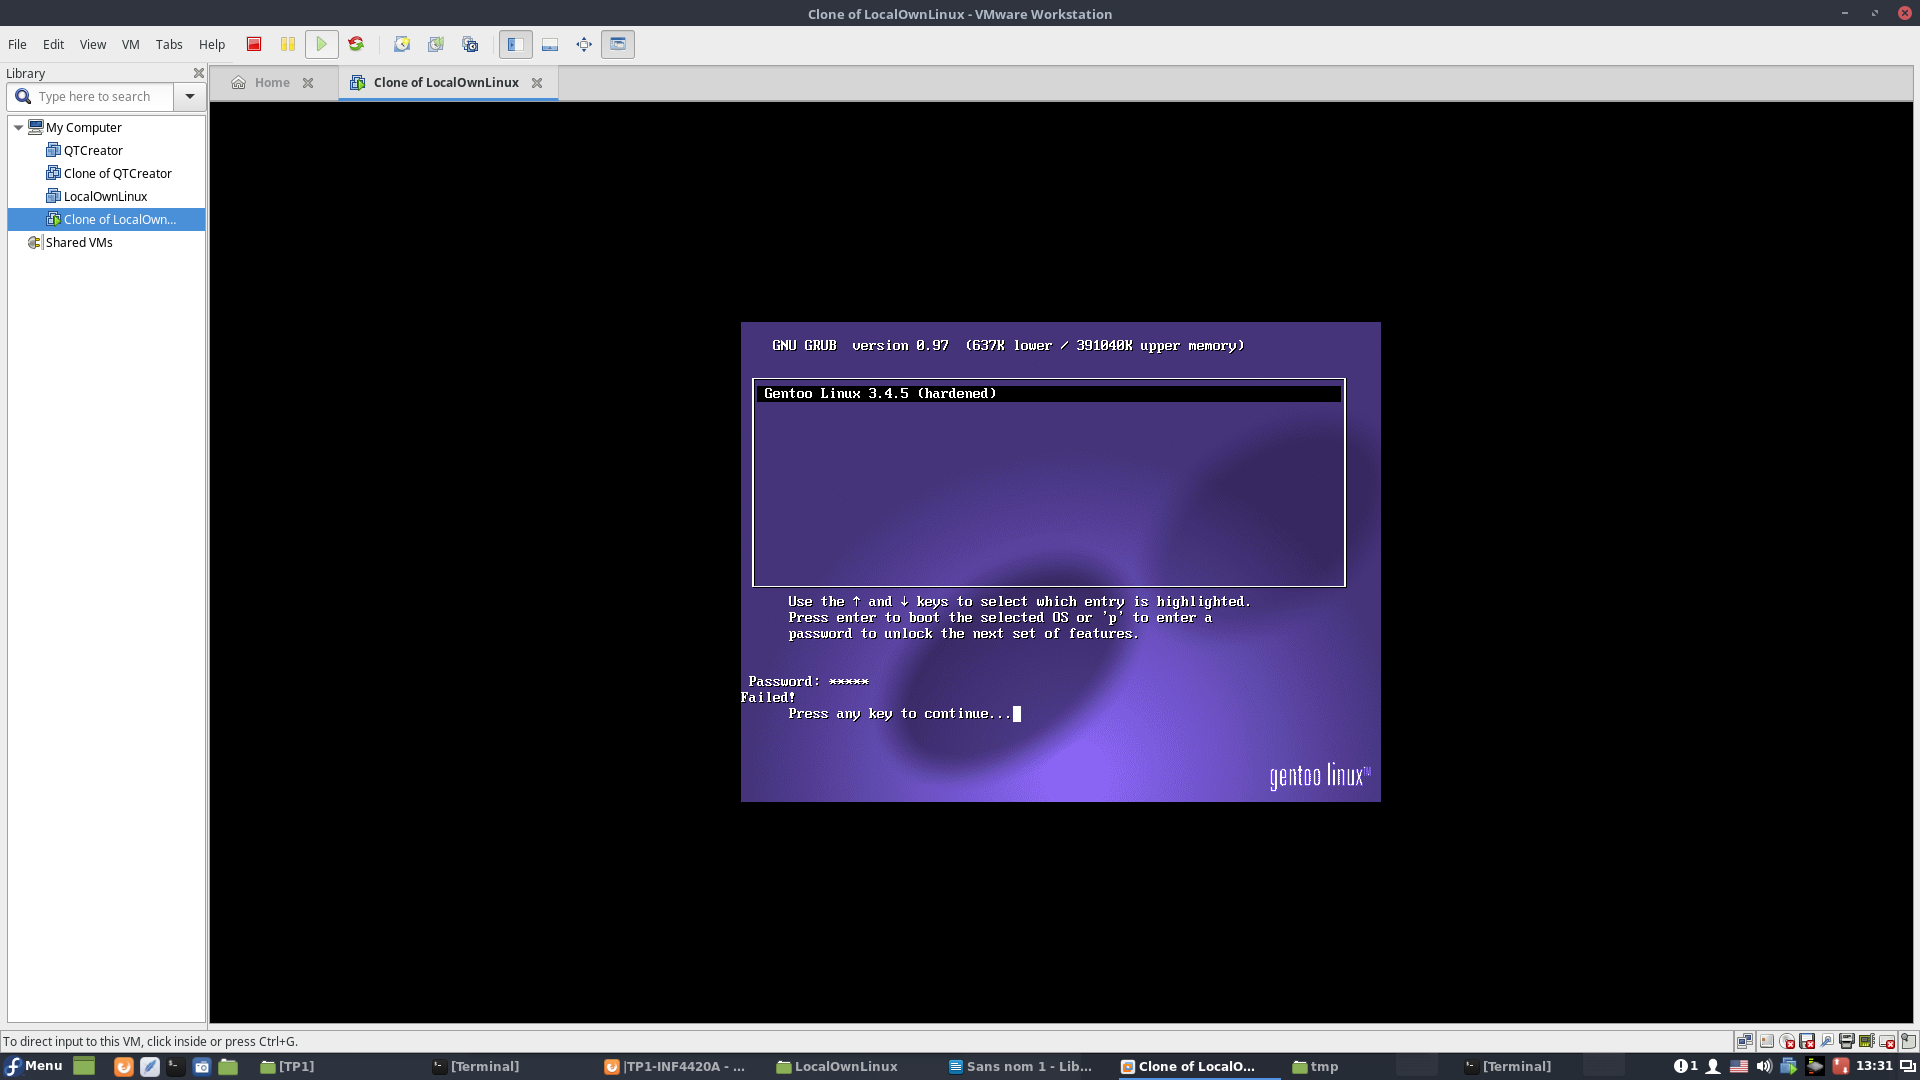 Clone of LocalOwnLinux - VMware Workstation
File Edit View VM Tabs Help
Library
Type here to search
My Computer
QTCreator
Clone of QTCreator
LocalOwnLinux
Clone of LocalOwn...
Shared VMs
Home
Clone of LocalOwnLinux
GNU GRUB version 0.97 (637K lower / 391040K upper memory)
Gentoo Linux 3.4.5 (hardened)
Use the ↑ and ↓ keys to select which entry is highlighted.
Press enter to boot the selected OS or 'p' to enter a
password to unlock the next set of features.
Password: *****
Failed!
Press any key to continue...
gentoo linux™
To direct input to this VM, click inside or press Ctrl+G.
Menu [TP1] [Terminal] |TP1-INF4420A - ... LocalOwnLinux Sans nom 1 - Lib... Clone of LocalO... tmp [Terminal] 1 13:31